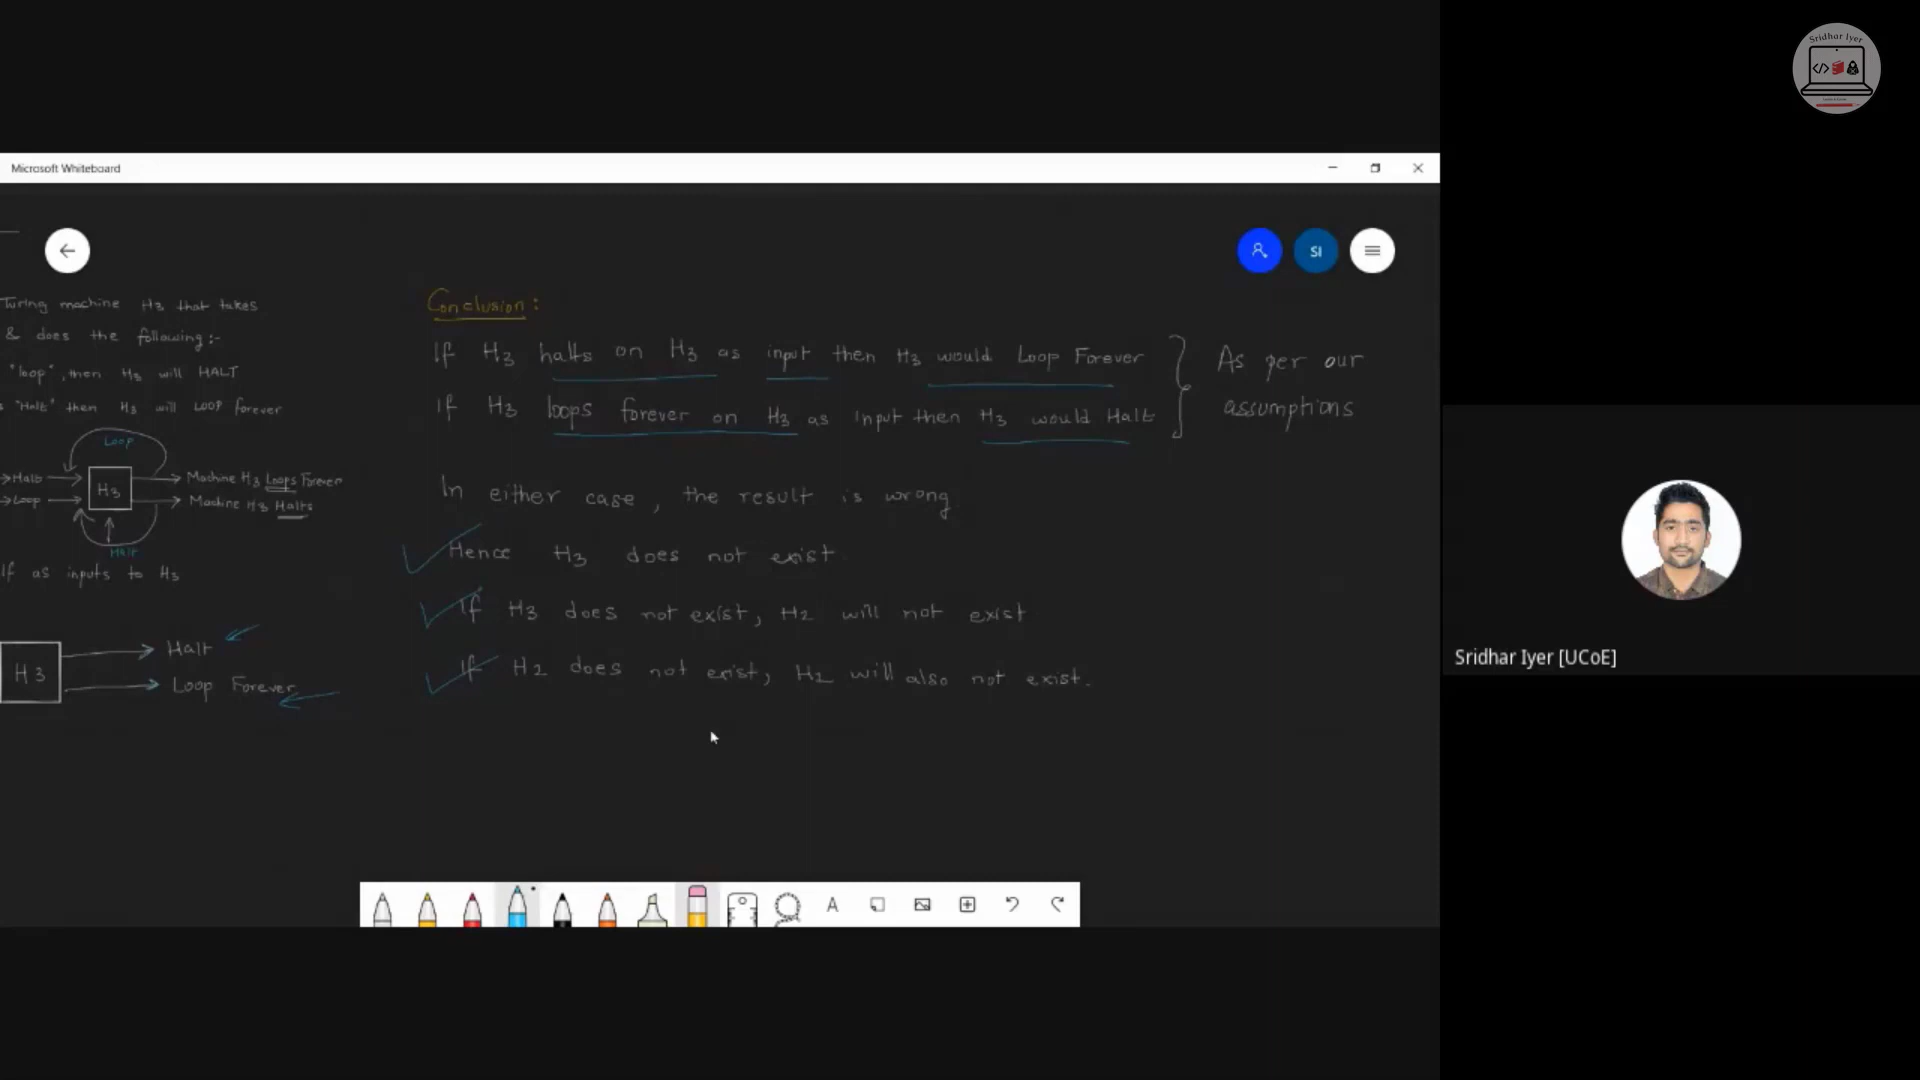 Sridhar Iyer
Microsoft Whiteboard
SI
Turing machine H3 that takes
& does the following:-
"loop", then H3 will HALT
"Halt" then H3 will LOOP forever
Loop
Halt
Loop
H3
Machine H3 Loops Forever
Machine H3 Halts
Halt
If as inputs to H3
H3
Halt
Loop Forever
Conclusion:
If H3 halts on H3 as input then H3 would Loop Forever
If H3 loops forever on H3 as input then H3 would Halt
As per our
assumptions
In either case, the result is wrong
Hence H3 does not exist
If H3 does not exist, H2 will not exist
If H2 does not exist, H2 will also not exist.
A
Sridhar Iyer [UCoE]